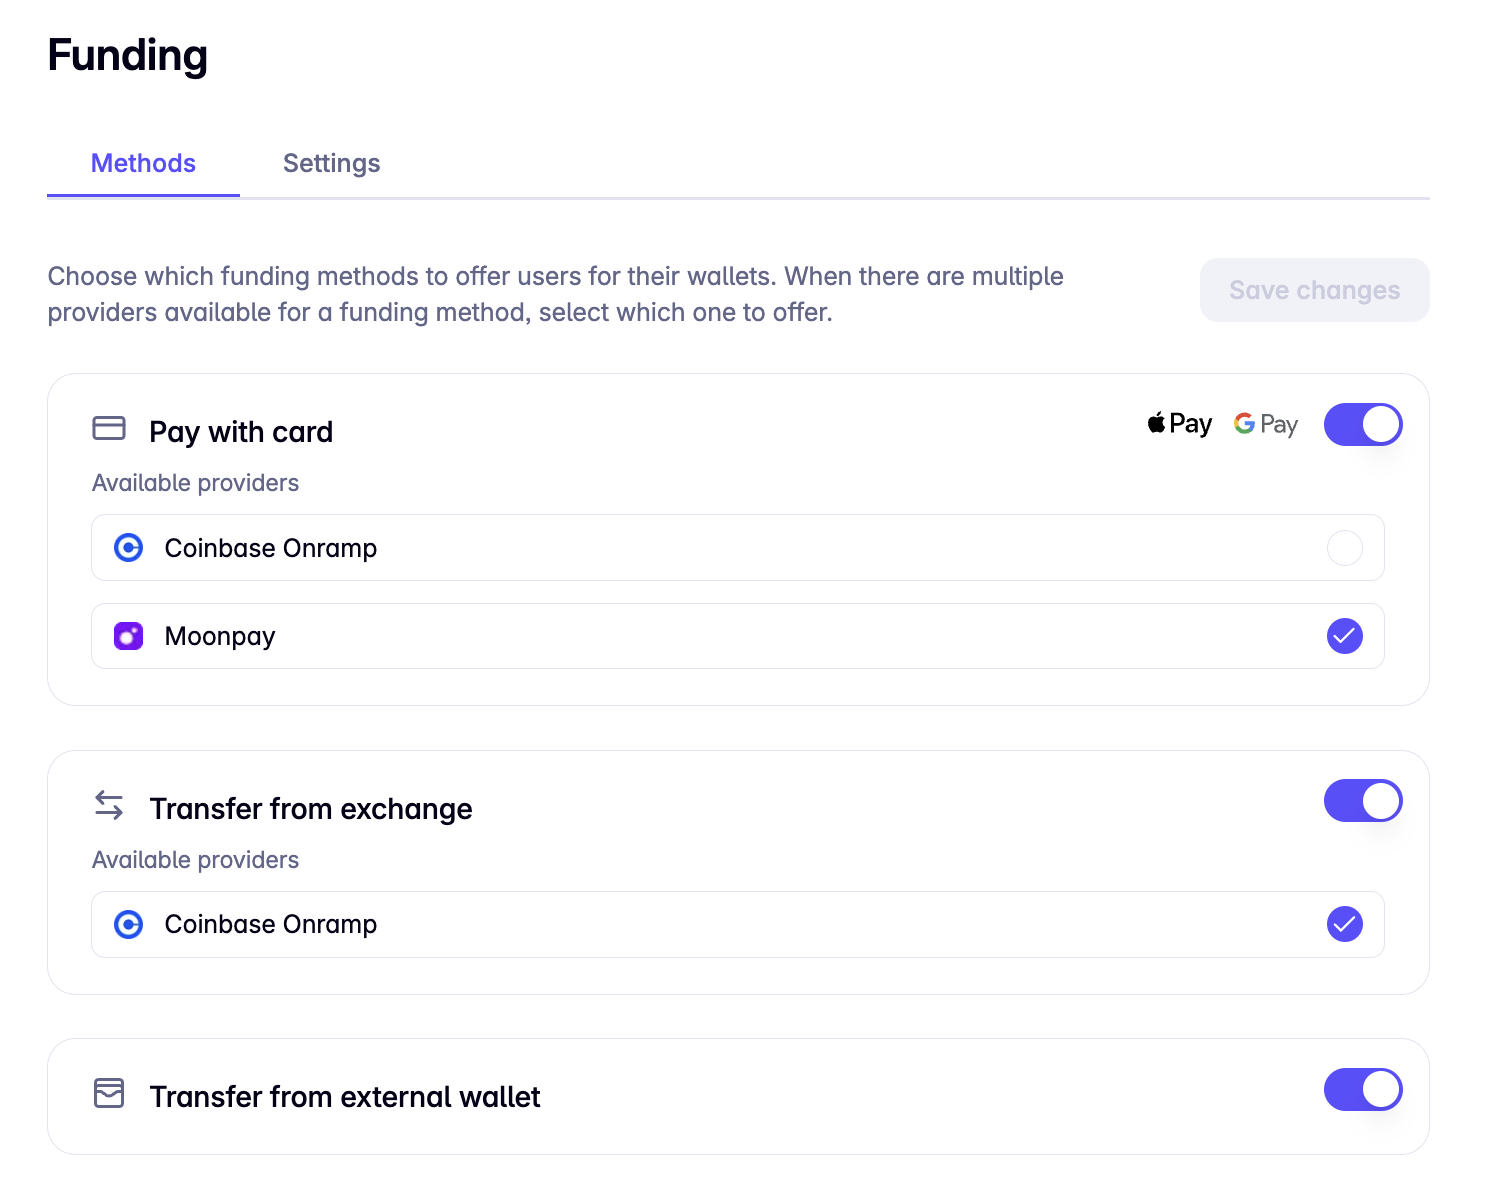 Funding
Methods
Settings
Choose which funding methods to offer users for their wallets. When there are multiple
providers available for a funding method, select which one to offer.
Save changes
Pay with card
Pay
G Pay
Available providers
Coinbase Onramp
Moonpay
Transfer from exchange
Available providers
Coinbase Onramp
Transfer from external wallet